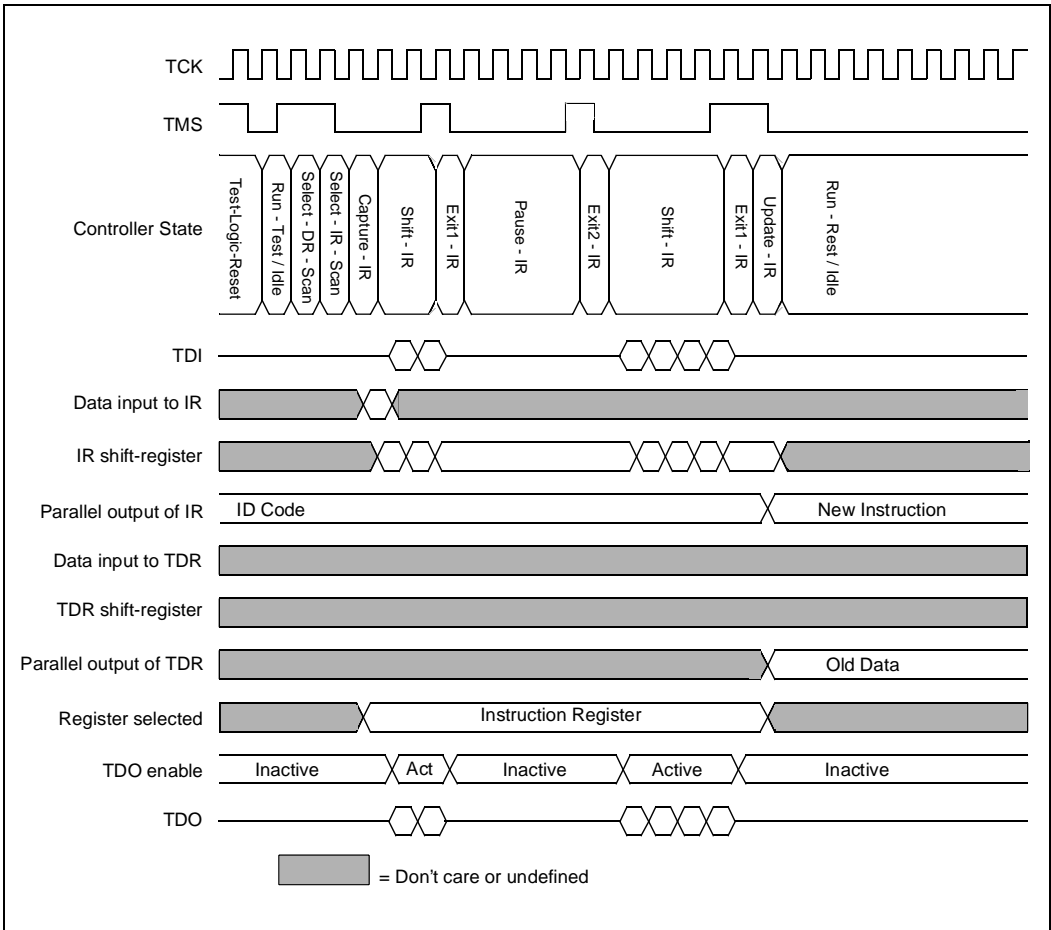 TCK
TMS
Controller State
Test-Logic-Reset
Run - Test / Idle
Select - DR - Scan
Select - IR - Scan
Capture - IR
Shift - IR
Exit1 - IR
Pause - IR
Exit2 - IR
Shift - IR
Exit1 - IR
Update - IR
Run - Rest / Idle
TDI
Data input to IR
IR shift-register
Parallel output of IR
ID Code
New Instruction
Data input to TDR
TDR shift-register
Parallel output of TDR
Old Data
Register selected
Instruction Register
TDO enable
Inactive
Act
Inactive
Active
Inactive
TDO
= Don't care or undefined